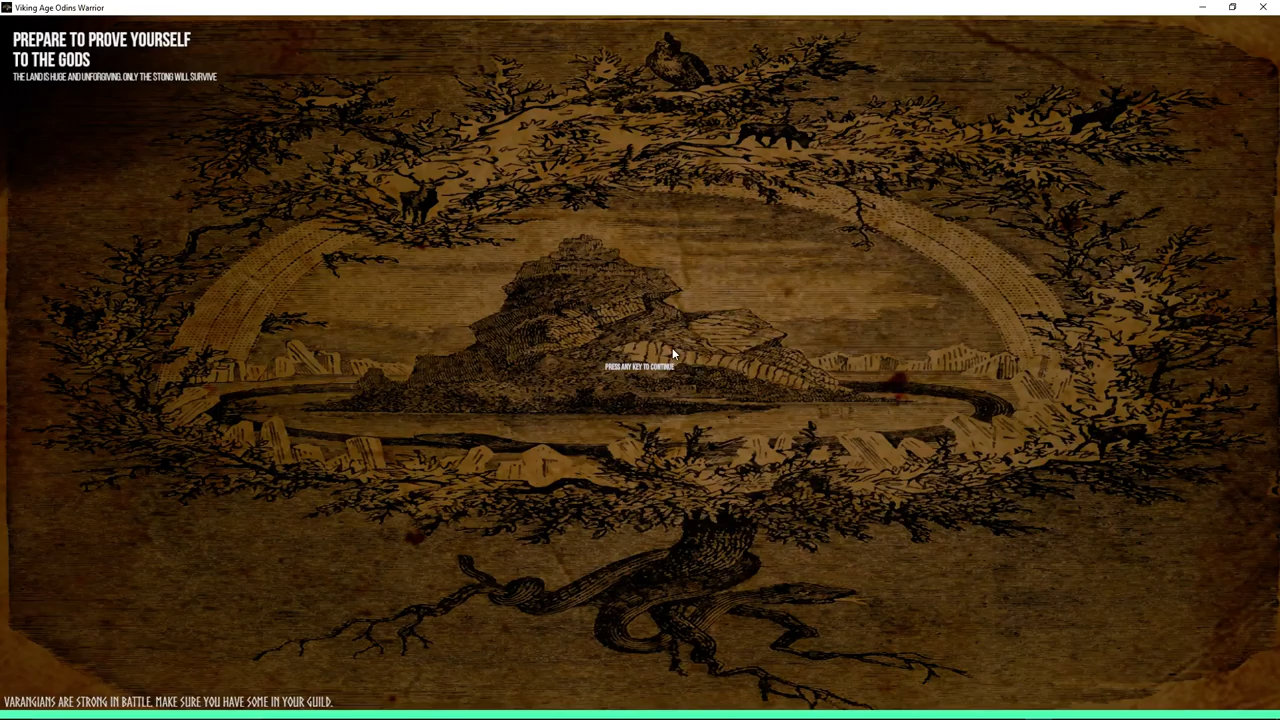 Viking Age Odins Warrior
PREPARE TO PROVE YOURSELF
TO THE GODS
THE LAND IS HUGE AND UNFORGIVING. ONLY THE STONG WILL SURVIVE
PRESS ANY KEY TO CONTINUE
VARANGIANS ARE STRONG IN BATTLE, MAKE SURE YOU HAVE SOME IN YOUR GUILD.